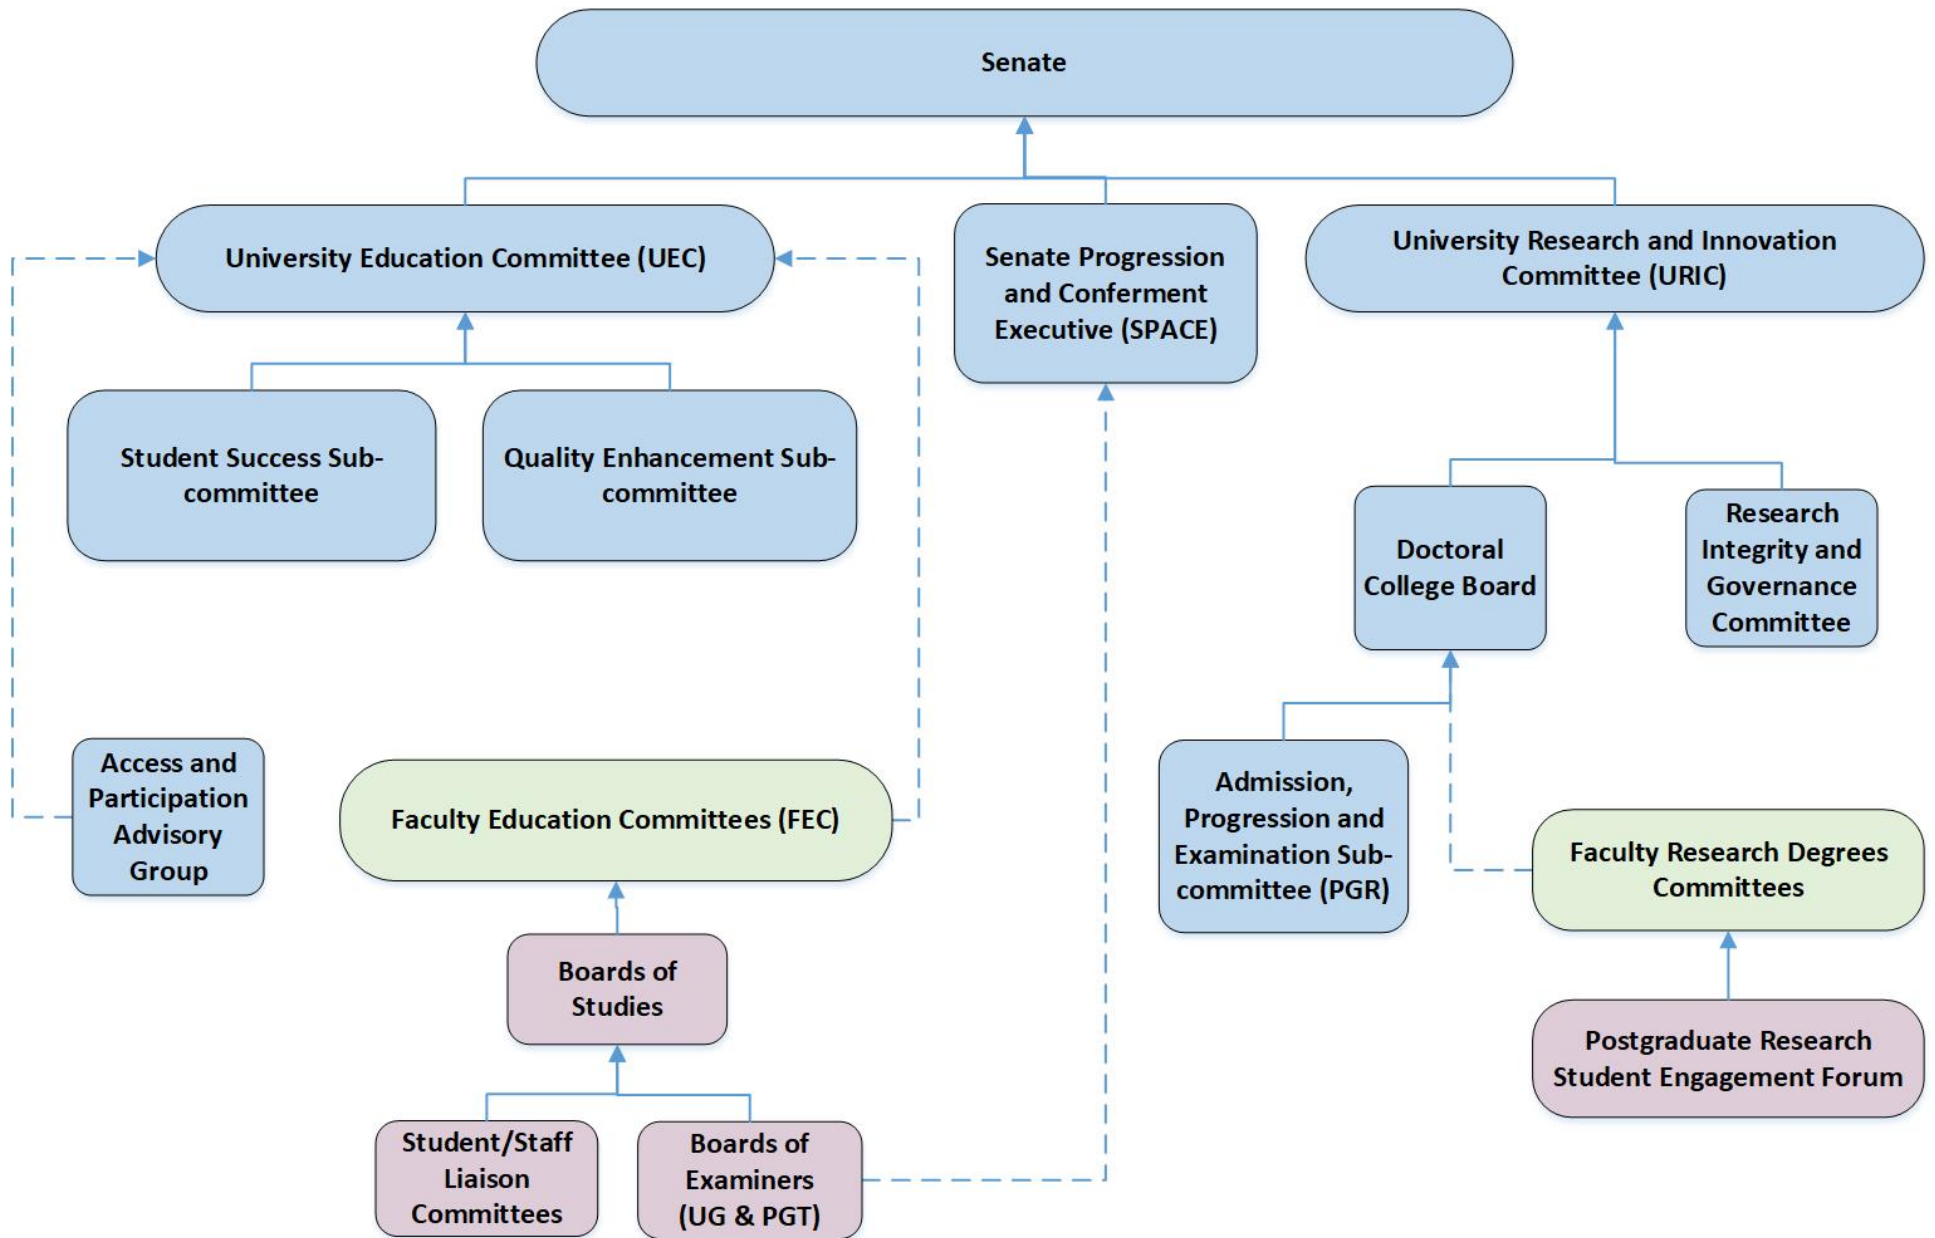 Senate
University Education Committee (UEC)
Senate Progression
and Conferment
Executive (SPACE)
University Research and Innovation
Committee (URIC)
Student Success Sub-
committee
Quality Enhancement Sub-
committee
Doctoral
College Board
Research
Integrity and
Governance
Committee
Access and
Participation
Advisory
Group
Faculty Education Committees (FEC)
Admission,
Progression and
Examination Sub-
committee (PGR)
Faculty Research Degrees
Committees
Boards of
Studies
Postgraduate Research
Student Engagement Forum
Student/Staff
Liaison
Committees
Boards of
Examiners
(UG & PGT)